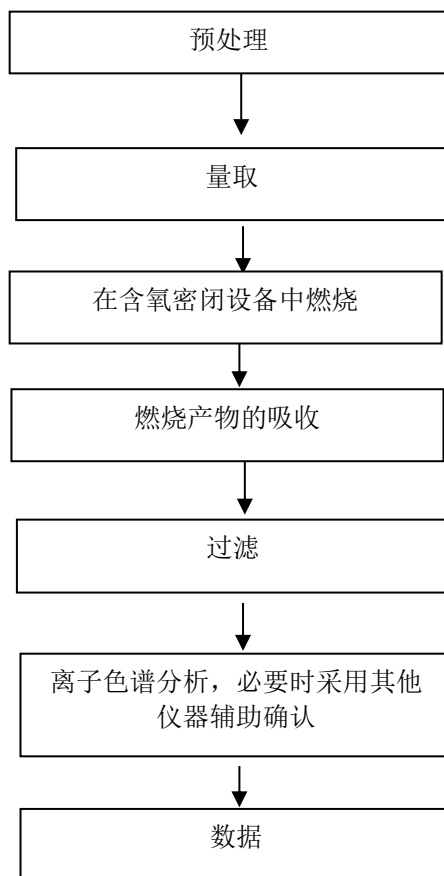 预处理
量取
在含氧密闭设备中燃烧
燃烧产物的吸收
过滤
离子色谱分析，必要时采用其他
仪器辅助确认
数据